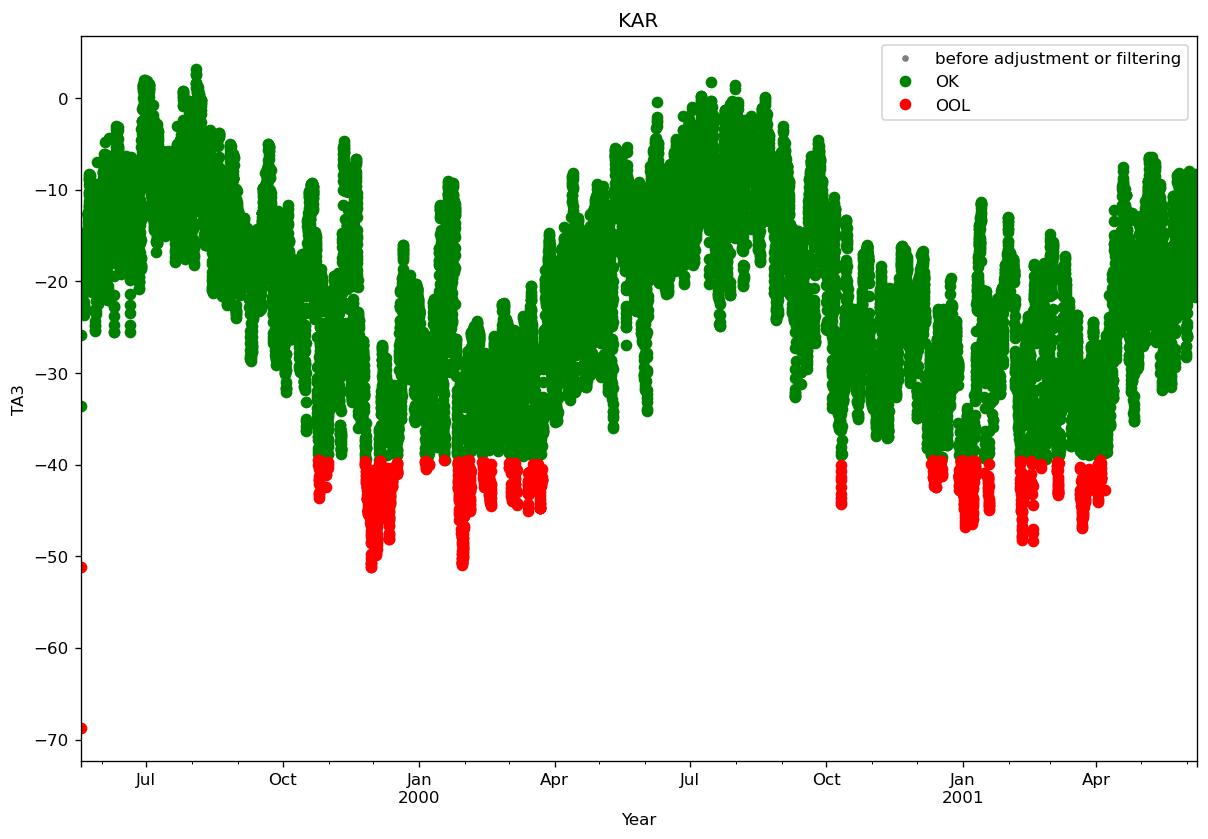 KAR
before adjustment or filtering
OK
OOL
0
−10
−20
−30
−40
−50
−60
−70
TA3
Jul
Oct
Jan
2000
Apr
Jul
Oct
Jan
2001
Apr
Year